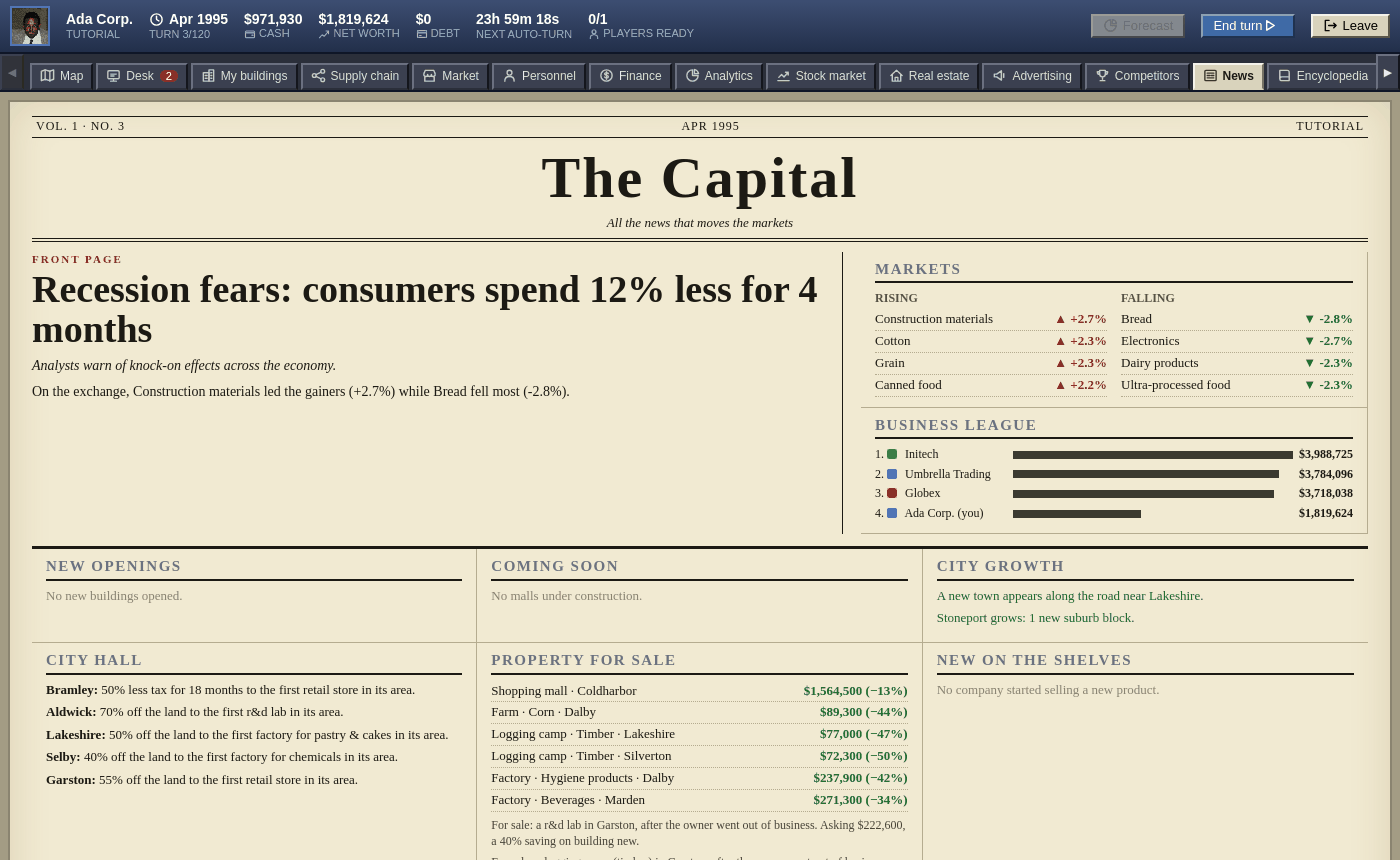 Ada Corp.
TUTORIAL
Apr 1995
TURN 3/120
$971,930
CASH
$1,819,624
NET WORTH
$0
DEBT
23h 59m 18s
NEXT AUTO-TURN
0/1
PLAYERS READY
Forecast
End turn
Leave
Map
Desk 2
My buildings
Supply chain
Market
Personnel
Finance
Analytics
Stock market
Real estate
Advertising
Competitors
News
Encyclopedia
VOL. 1 · NO. 3
APR 1995
TUTORIAL
The Capital
All the news that moves the markets
FRONT PAGE
Recession fears: consumers spend 12% less for 4
months
Analysts warn of knock-on effects across the economy.
On the exchange, Construction materials led the gainers (+2.7%) while Bread fell most (-2.8%).
MARKETS
RISING
Construction materials ▲ +2.7%
Cotton ▲ +2.3%
Grain ▲ +2.3%
Canned food ▲ +2.2%
FALLING
Bread ▼ -2.8%
Electronics ▼ -2.7%
Dairy products ▼ -2.3%
Ultra-processed food ▼ -2.3%
BUSINESS LEAGUE
1. Initech $3,988,725
2. Umbrella Trading $3,784,096
3. Globex $3,718,038
4. Ada Corp. (you) $1,819,624
NEW OPENINGS
No new buildings opened.
COMING SOON
No malls under construction.
CITY GROWTH
A new town appears along the road near Lakeshire.
Stoneport grows: 1 new suburb block.
CITY HALL
Bramley: 50% less tax for 18 months to the first retail store in its area.
Aldwick: 70% off the land to the first r&d lab in its area.
Lakeshire: 50% off the land to the first factory for pastry & cakes in its area.
Selby: 40% off the land to the first factory for chemicals in its area.
Garston: 55% off the land to the first retail store in its area.
PROPERTY FOR SALE
Shopping mall · Coldharbor $1,564,500 (−13%)
Farm · Corn · Dalby $89,300 (−44%)
Logging camp · Timber · Lakeshire $77,000 (−47%)
Logging camp · Timber · Silverton $72,300 (−50%)
Factory · Hygiene products · Dalby $237,900 (−42%)
Factory · Beverages · Marden $271,300 (−34%)
For sale: a r&d lab in Garston, after the owner went out of business. Asking $222,600,
a 40% saving on building new.
NEW ON THE SHELVES
No company started selling a new product.